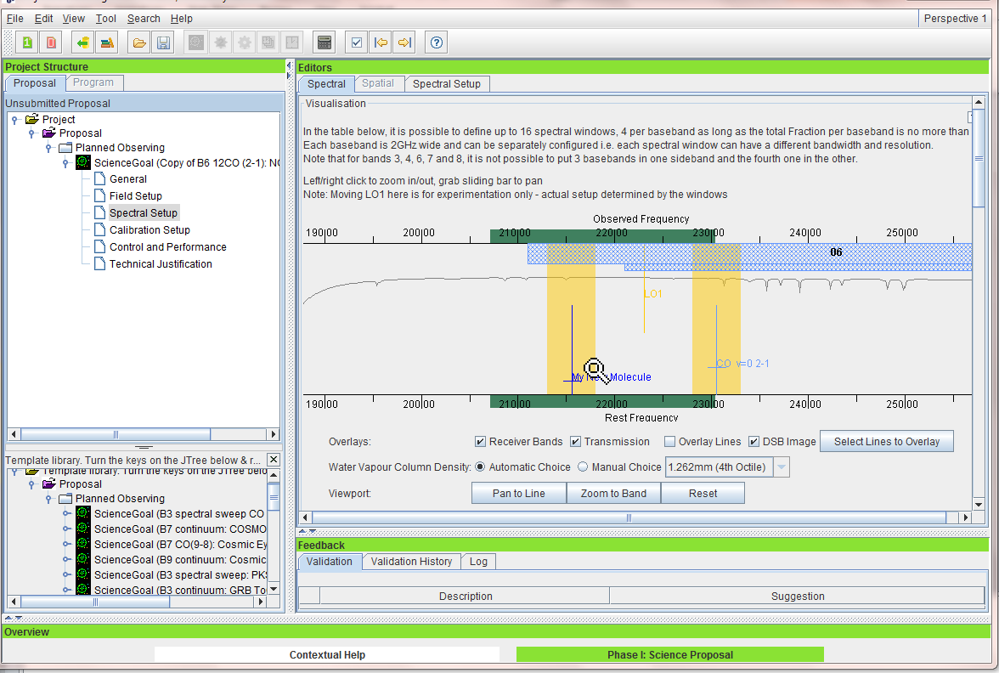 File Edit View Tool Search Help
Perspective 1
Project Structure
Proposal Program
Unsubmitted Proposal
Project
Proposal
Planned Observing
ScienceGoal (Copy of B6 12CO (2-1): N
General
Field Setup
Spectral Setup
Calibration Setup
Control and Performance
Technical Justification
Template library. Turn the keys on the JTree below & r...
Template library. Turn the keys on the JTree belo
Proposal
Planned Observing
ScienceGoal (B3 spectral sweep CO
ScienceGoal (B7 continuum: COSMO
ScienceGoal (B7 CO(9-8): Cosmic Ey
ScienceGoal (B9 continuum: Cosmic
ScienceGoal (B3 spectral sweep: PK
ScienceGoal (B3 continuum: GRB To
Editors
Spectral Spatial Spectral Setup
Visualisation
In the table below, it is possible to define up to 16 spectral windows, 4 per baseband as long as the total Fraction per baseband is no more than
Each baseband is 2GHz wide and can be separately configured i.e. each spectral window can have a different bandwidth and resolution.
Note that for bands 3, 4, 6, 7 and 8, it is not possible to put 3 basebands in one sideband and the fourth one in the other.
Left/right click to zoom in/out, grab sliding bar to pan
Note: Moving LO1 here is for experimentation only - actual setup determined by the windows
Observed Frequency
190|00 200|00 210|00 220|00 230|00 240|00 250|00
06
LO1
CO v=0 2-1
My Ne Molecule
190|00 200|00 210|00 220|00 230|00 240|00 250|00
Rest Frequency
Overlays: Receiver Bands Transmission Overlay Lines DSB Image Select Lines to Overlay
Water Vapour Column Density: Automatic Choice Manual Choice 1.262mm (4th Octile)
Viewport: Pan to Line Zoom to Band Reset
Feedback
Validation Validation History Log
Description Suggestion
Overview
Contextual Help Phase I: Science Proposal